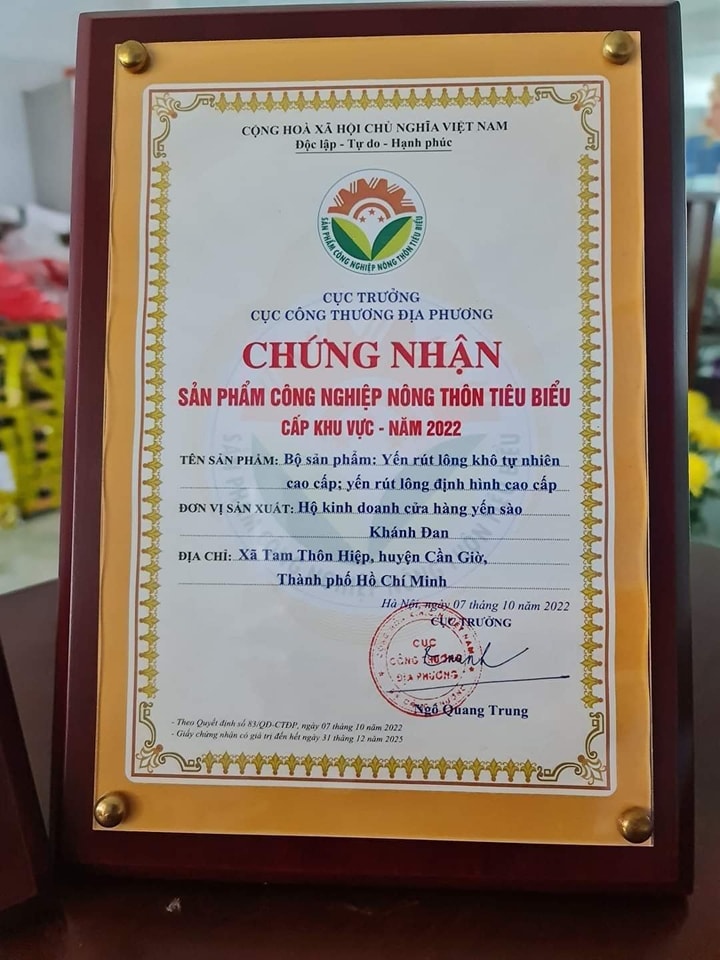 CỘNG HOÀ XÃ HỘI CHỦ NGHĨA VIỆT NAM
Độc lập - Tự do - Hạnh phúc
SẢN PHẨM CÔNG NGHIỆP NÔNG THÔN TIÊU BIỂU
CỤC TRƯỞNG
CỤC CÔNG THƯƠNG ĐỊA PHƯƠNG
CHỨNG NHẬN
SẢN PHẨM CÔNG NGHIỆP NÔNG THÔN TIÊU BIỂU
CẤP KHU VỰC - NĂM 2022
TÊN SẢN PHẨM: Bộ sản phẩm: Yến rút lông khô tự nhiên
cao cấp; yến rút lông định hình cao cấp
ĐƠN VỊ SẢN XUẤT: Hộ kinh doanh cửa hàng yến sào
Khánh Đan
ĐỊA CHỈ: Xã Tam Thôn Hiệp, huyện Cần Giờ,
Thành phố Hồ Chí Minh
Hà Nội, ngày 07 tháng 10 năm 2022
CỤC TRƯỞNG
CỤC
CÔNG THƯƠNG
ĐỊA PHƯƠNG
Ngô Quang Trung
- Theo Quyết định số 83/QĐ-CTĐP, ngày 07 tháng 10 năm 2022
- Giấy chứng nhận có giá trị đến hết ngày 31 tháng 12 năm 2025